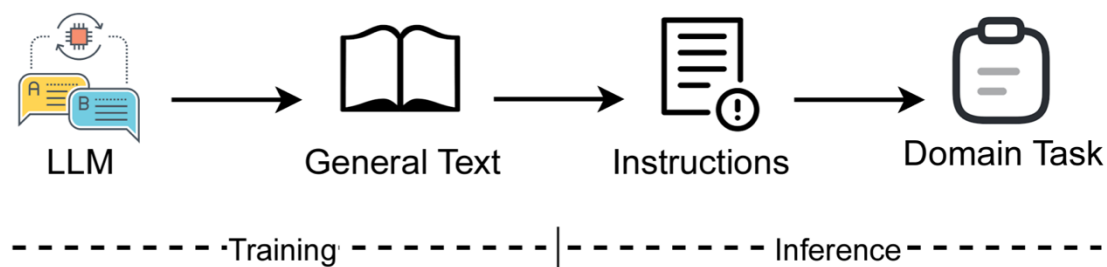 A
B
LLM
General Text
Instructions
Domain Task
Training
Inference